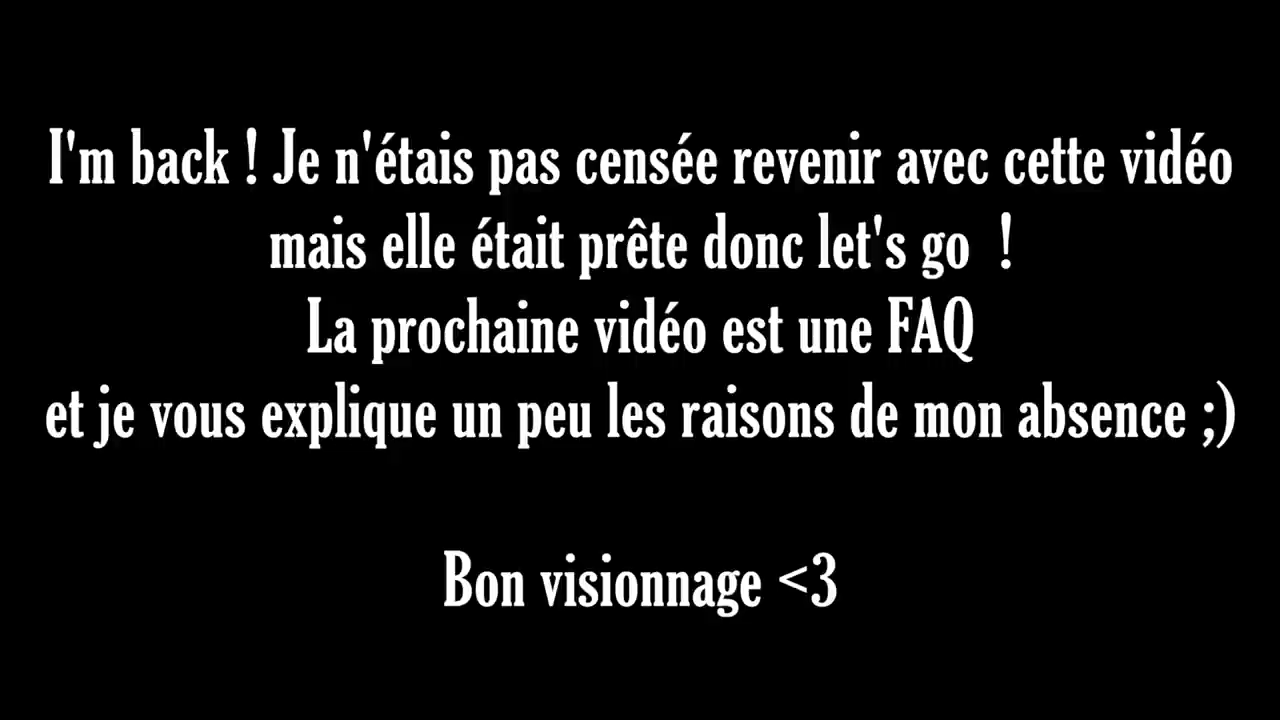 I'm back ! Je n'étais pas censée revenir avec cette vidéo
mais elle était prête donc let's go  !
La prochaine vidéo est une FAQ
et je vous explique un peu les raisons de mon absence ;)
Bon visionnage <3